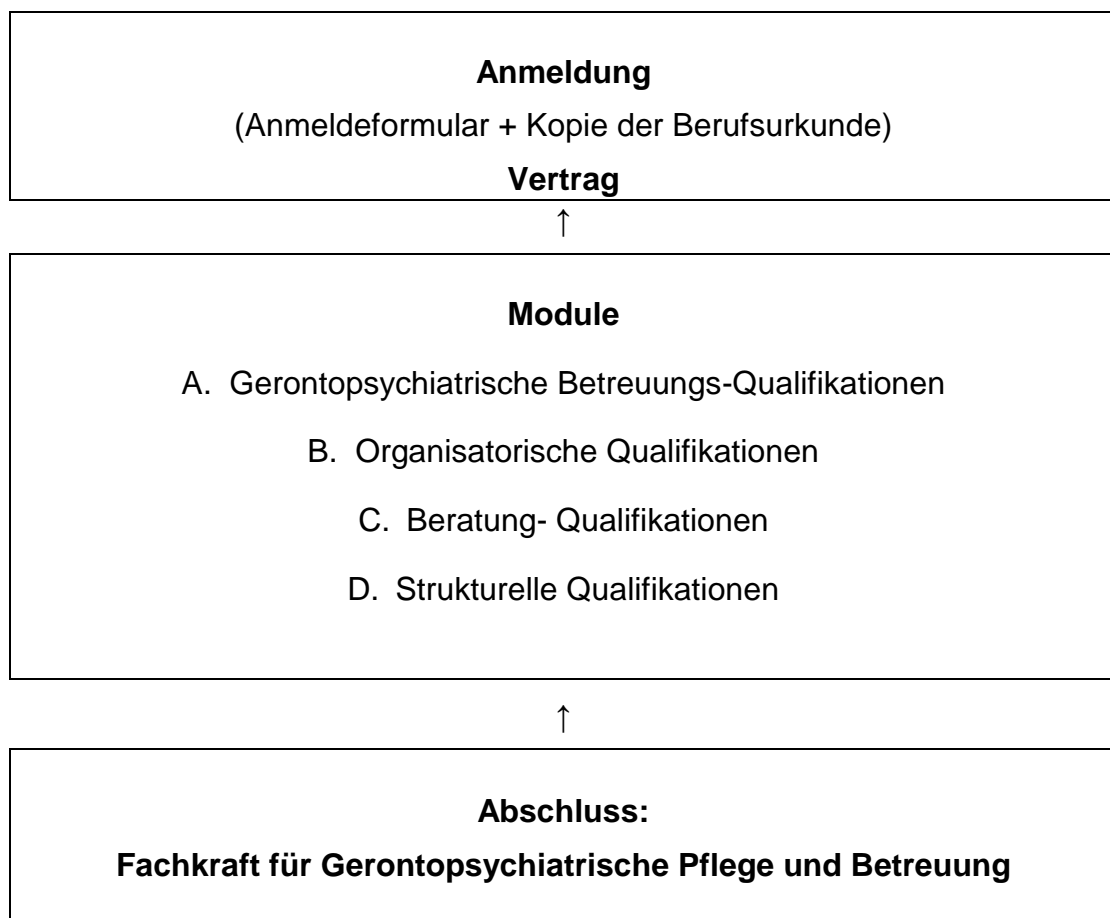 Anmeldung
(Anmeldeformular + Kopie der Berufsurkunde)
Vertrag
↑
Module
A. Gerontopsychiatrische Betreuungs-Qualifikationen
B. Organisatorische Qualifikationen
C. Beratung- Qualifikationen
D. Strukturelle Qualifikationen
↑
Abschluss:
Fachkraft für Gerontopsychiatrische Pflege und Betreuung